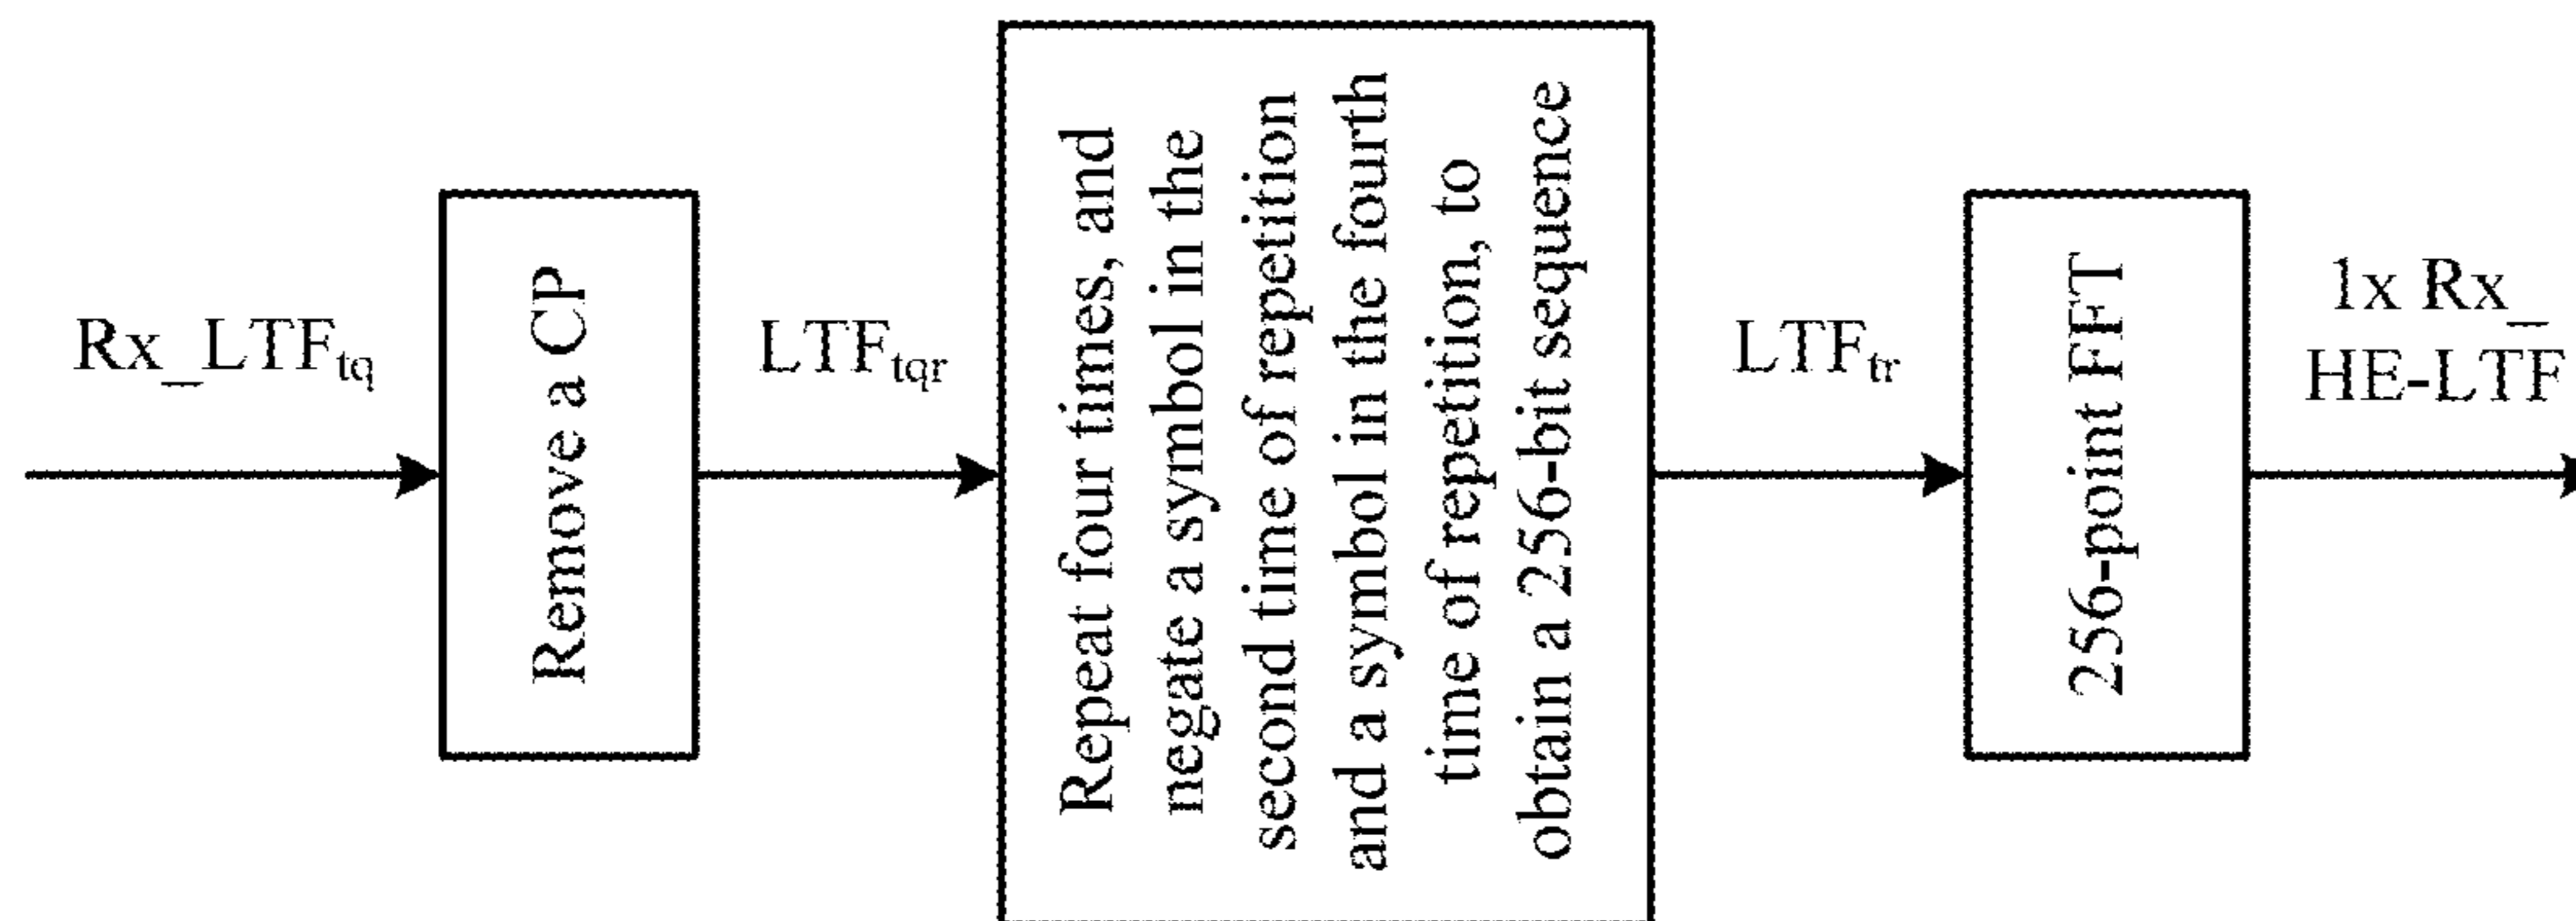 Rx_LTFtq
Remove a CP
LTFtqr
Repeat four times, and
negate a symbol in the
second time of repetition
and a symbol in the fourth
time of repetition, to
obtain a 256-bit sequence
LTFtr
256-point FFT
1x Rx_
HE-LTF